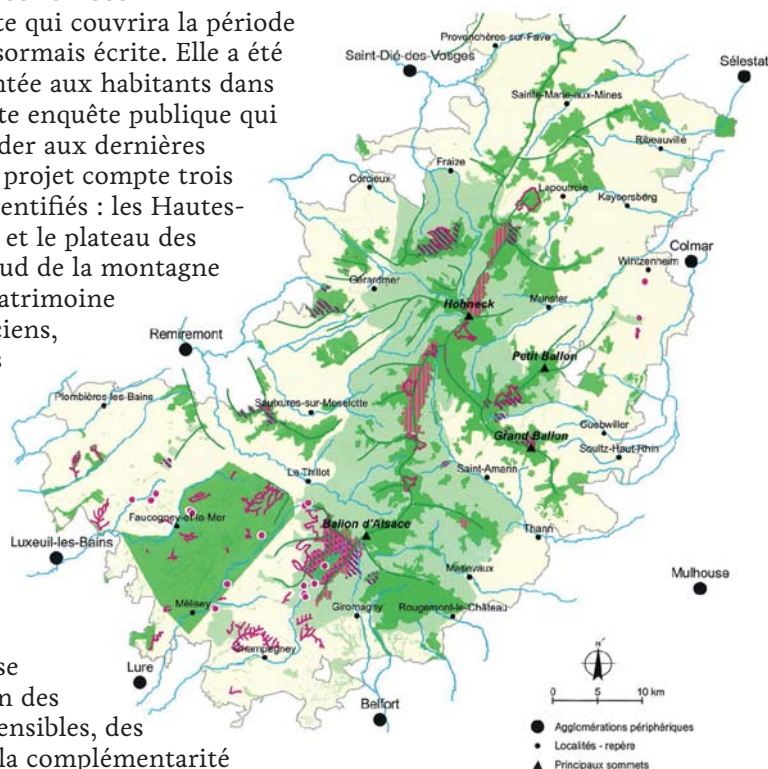 te qui couvrira la période
sormais écrite. Elle a été
ntée aux habitants dans
te enquête publique qui
der aux dernières
projet compte trois
entifiés : les Hautes-
et le plateau des
ud de la montagne
atrimoine
ciens,
s
se
n des
ensibles, des
la complémentarité
Provenchères-sur-Fave
Saint-Dié-des-Vosges
Sélestat
Sainte-Marie-aux-Mines
Ribeauvillé
Fraize
Corcieux
Lapoutroie
Kaysersberg
Colmar
Winzenheim
Gérardmer
Hohneck
Munster
Remiremont
Petit Ballon
Plombières-les-Bains
Saulxures-sur-Moselotte
Guebwiller
Grand Ballon
Soultz-Haut-Rhin
Le Thillot
Saint-Amarin
Faucogney-et-la-Mer
Ballon d'Alsace
Thann
Luxeuil-les-Bains
Masevaux
Mulhouse
Mélisey
Giromagny
Rougemont-le-Château
Champagney
Lure
Belfort
N
0 5 10 km
Agglomérations périphériques
Localités - repère
Principaux sommets